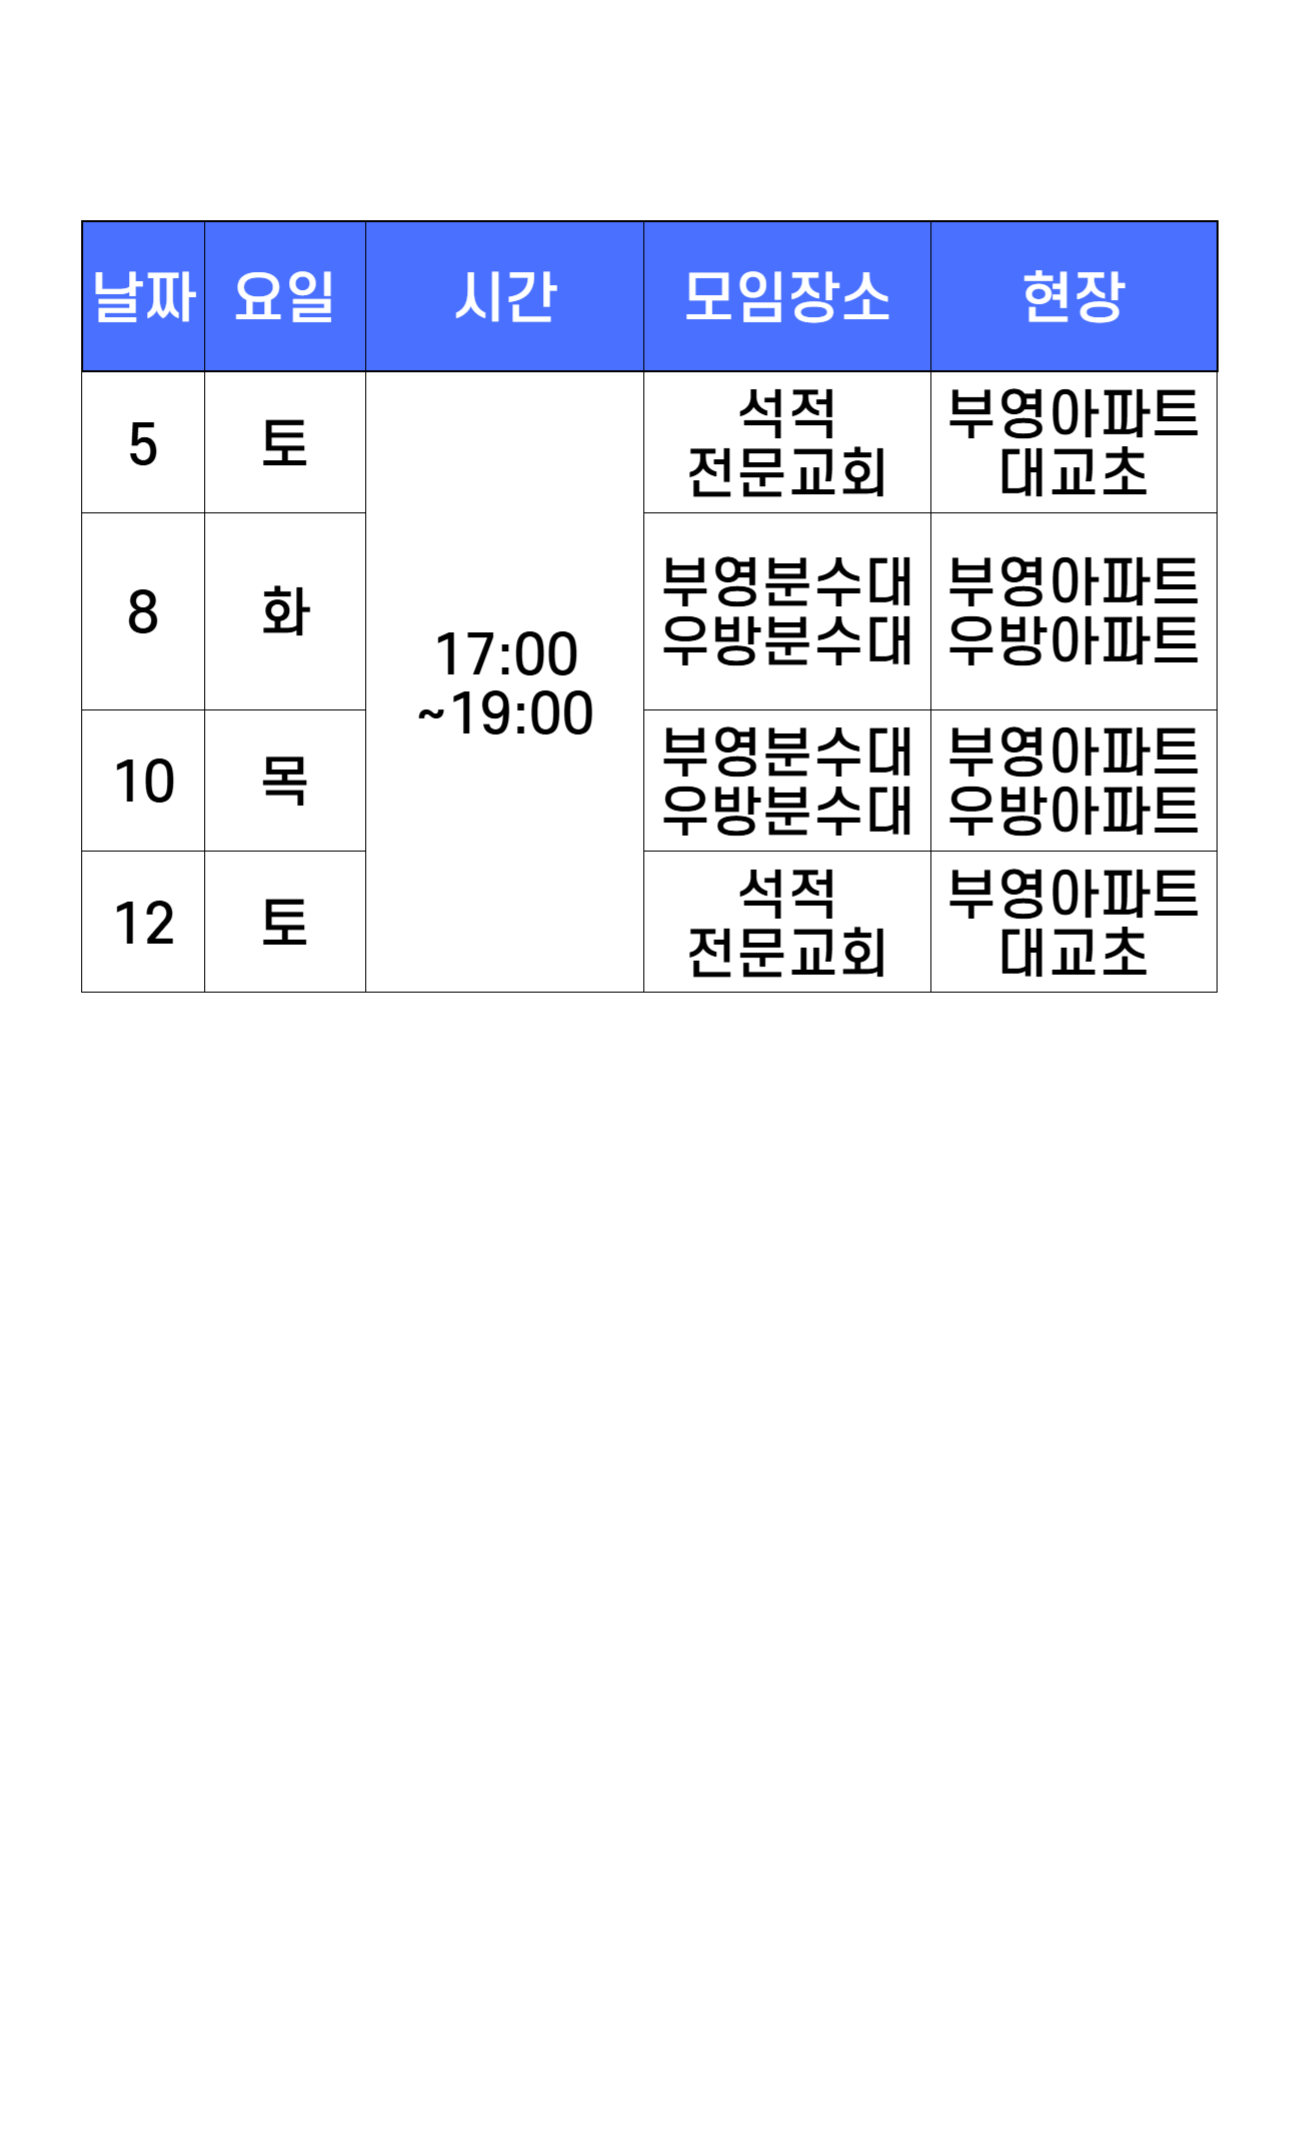 날짜 요일 시간 모임장소 현장
5 토 석적 부영아파트
전문교회 대교초
8 화 부영분수대 부영아파트
우방분수대 우방아파트
17:00
~19:00
10 목 부영분수대 부영아파트
우방분수대 우방아파트
12 토 석적 부영아파트
전문교회 대교초